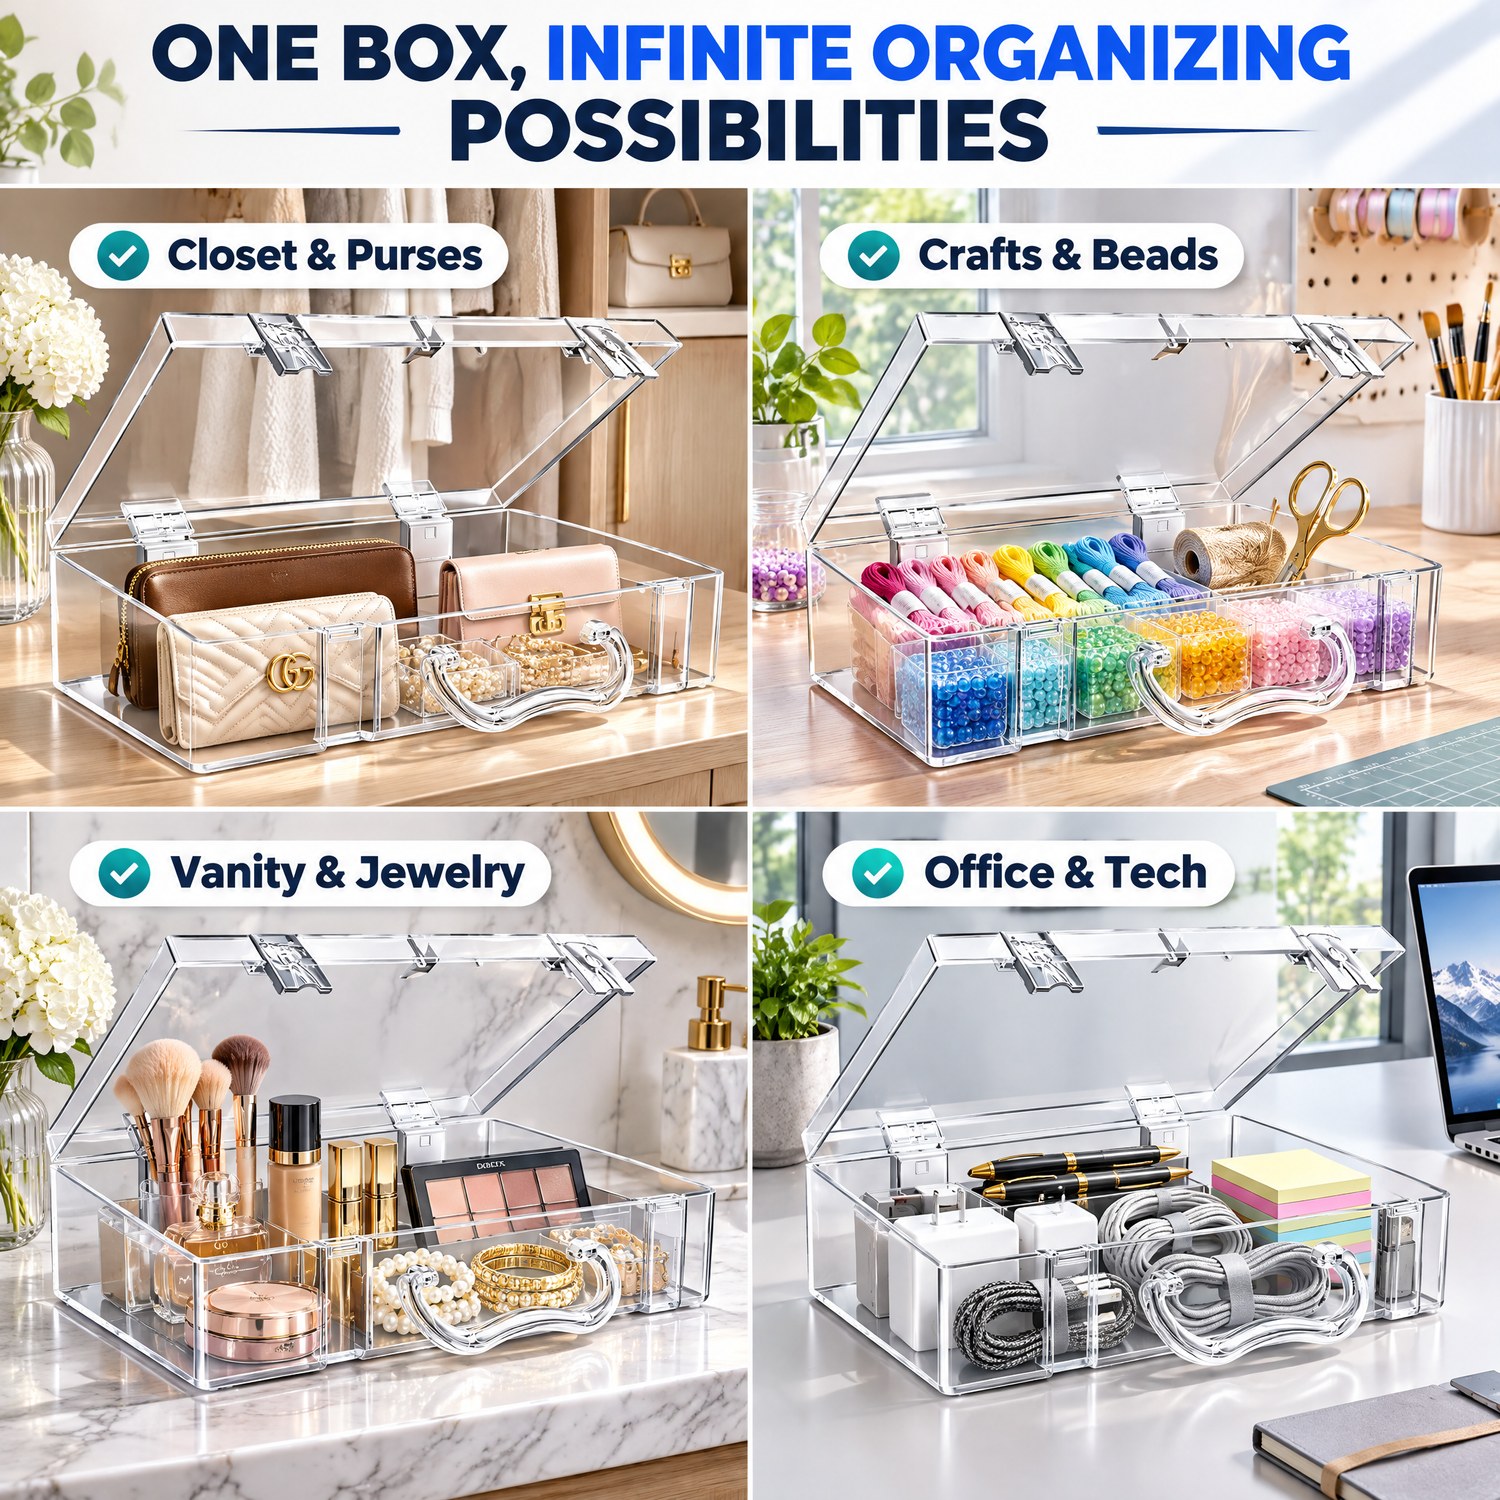 ONE BOX, INFINITE ORGANIZING
POSSIBILITIES
Closet & Purses
Crafts & Beads
Vanity & Jewelry
Office & Tech